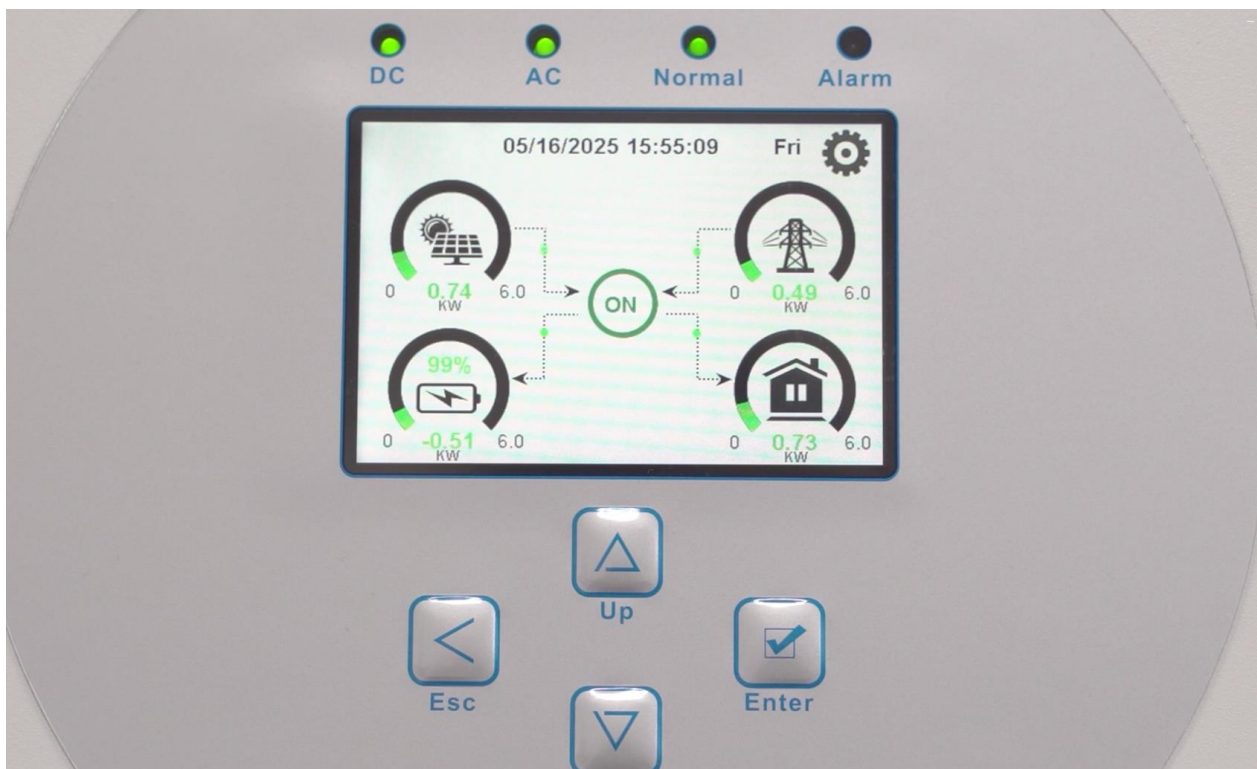 DC AC Normal Alarm
05/16/2025 15:55:09 Fri
0 0.74 6.0 0 0.49 6.0
KW KW
ON
99%
0 -0.51 6.0 0 0.73 6.0
KW KW
Up
Esc Enter